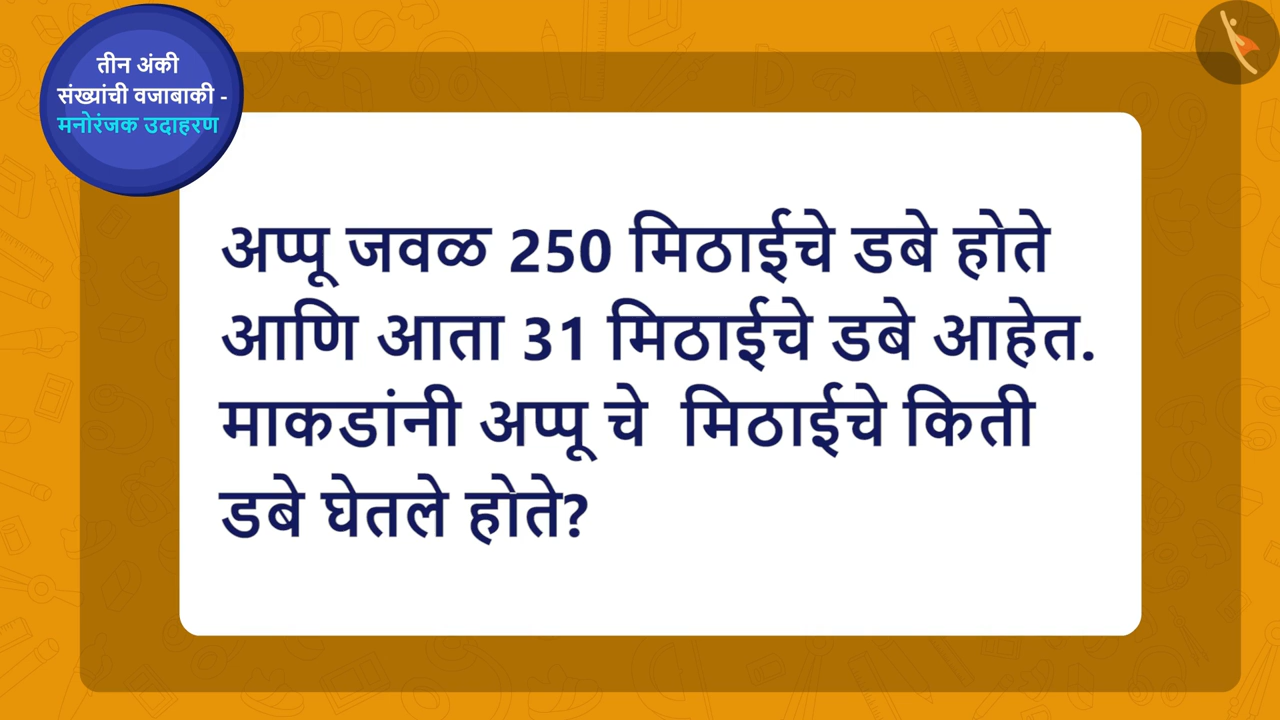 तीन अंकी
संख्यांची वजाबाकी -
मनोरंजक उदाहरण
अप्पू जवळ 250 मिठाईचे डबे होते
आणि आता 31 मिठाईचे डबे आहेत.
माकडांनी अप्पू चे मिठाईचे किती
डबे घेतले होते?